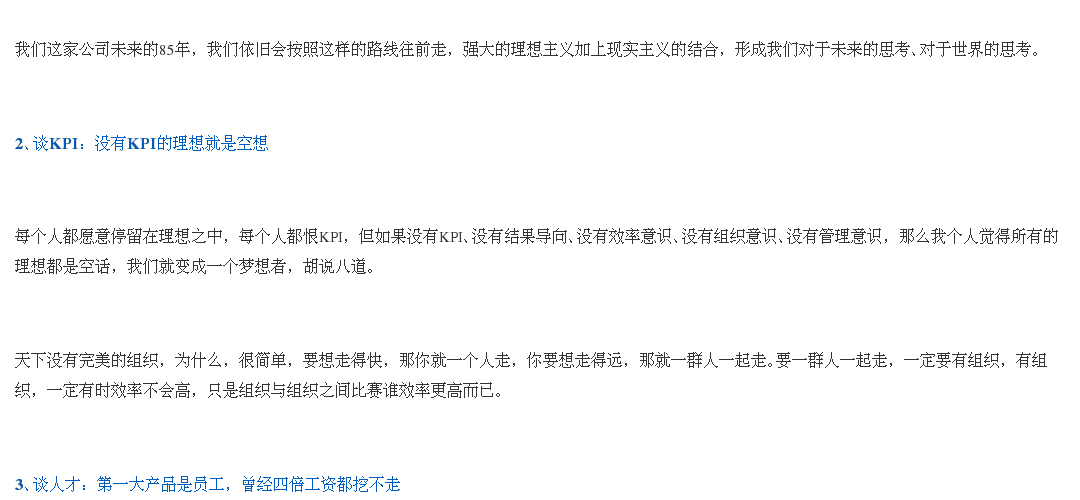 我们这家公司未来的85年，我们依旧会按照这样的路线往前走，强大的理想主义加上现实主义的结合，形成我们对于未来的思考、对于世界的思考。
2、谈KPI：没有KPI的理想就是空想
每个人都愿意停留在理想之中，每个人都恨KPI，但如果没有KPI、没有结果导向、没有效率意识、没有组织意识、没有管理意识，那么我个人觉得所有的
理想都是空话，我们就变成一个梦想者，胡说八道。
天下没有完美的组织，为什么，很简单，要想走得快，那你就一个人走，你要想走得远，那就一群人一起走。要一群人一起走，一定要有组织，有组
织，一定有时效率不会高，只是组织与组织之间比赛谁效率更高而已。
3、谈人才：第一大产品是员工，曾经四倍工资都挖不走